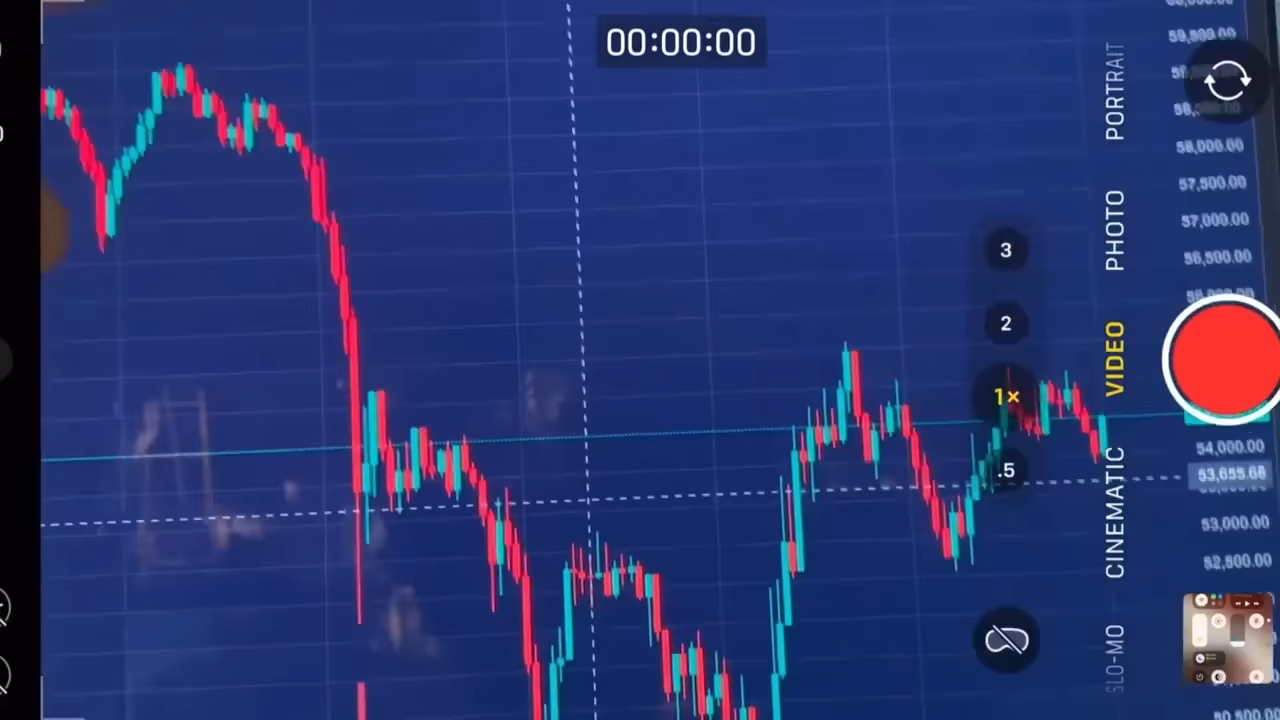 00:00:00
PORTRAIT
PHOTO
VIDEO
CINEMATIC
SLO-MO
3
2
1×
.5
59,500.00
58,000.00
57,500.00
57,000.00
56,500.00
54,000.00
53,655.68
53,000.00
52,500.00